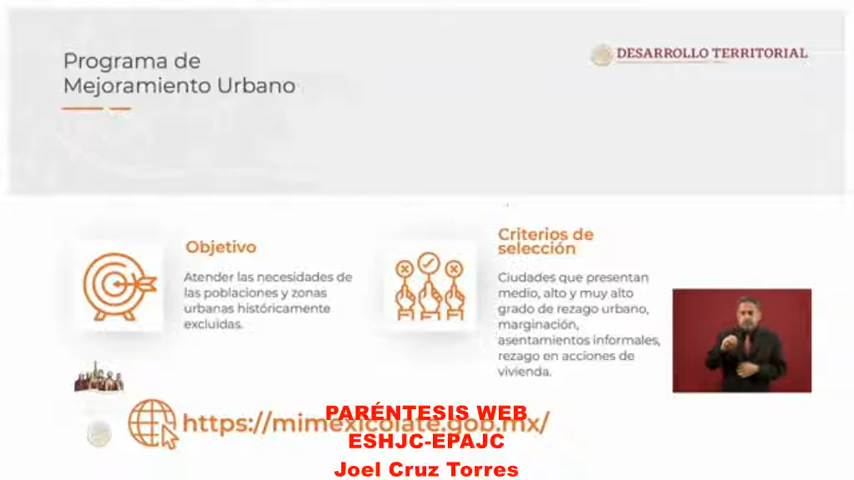 Programa de
Mejoramiento Urbano
DESARROLLO TERRITORIAL
Objetivo
Atender las necesidades de
las poblaciones y zonas
urbanas históricamente
excluidas.
Criterios de
selección
Ciudades que presentan
medio, alto y muy alto
grado de rezago urbano,
marginación,
asentamientos informales,
rezago en acciones de
vivienda.
https://mimexicolate.gob.mx/
PARÉNTESIS WEB
ESHJC-EPAJC
Joel Cruz Torres